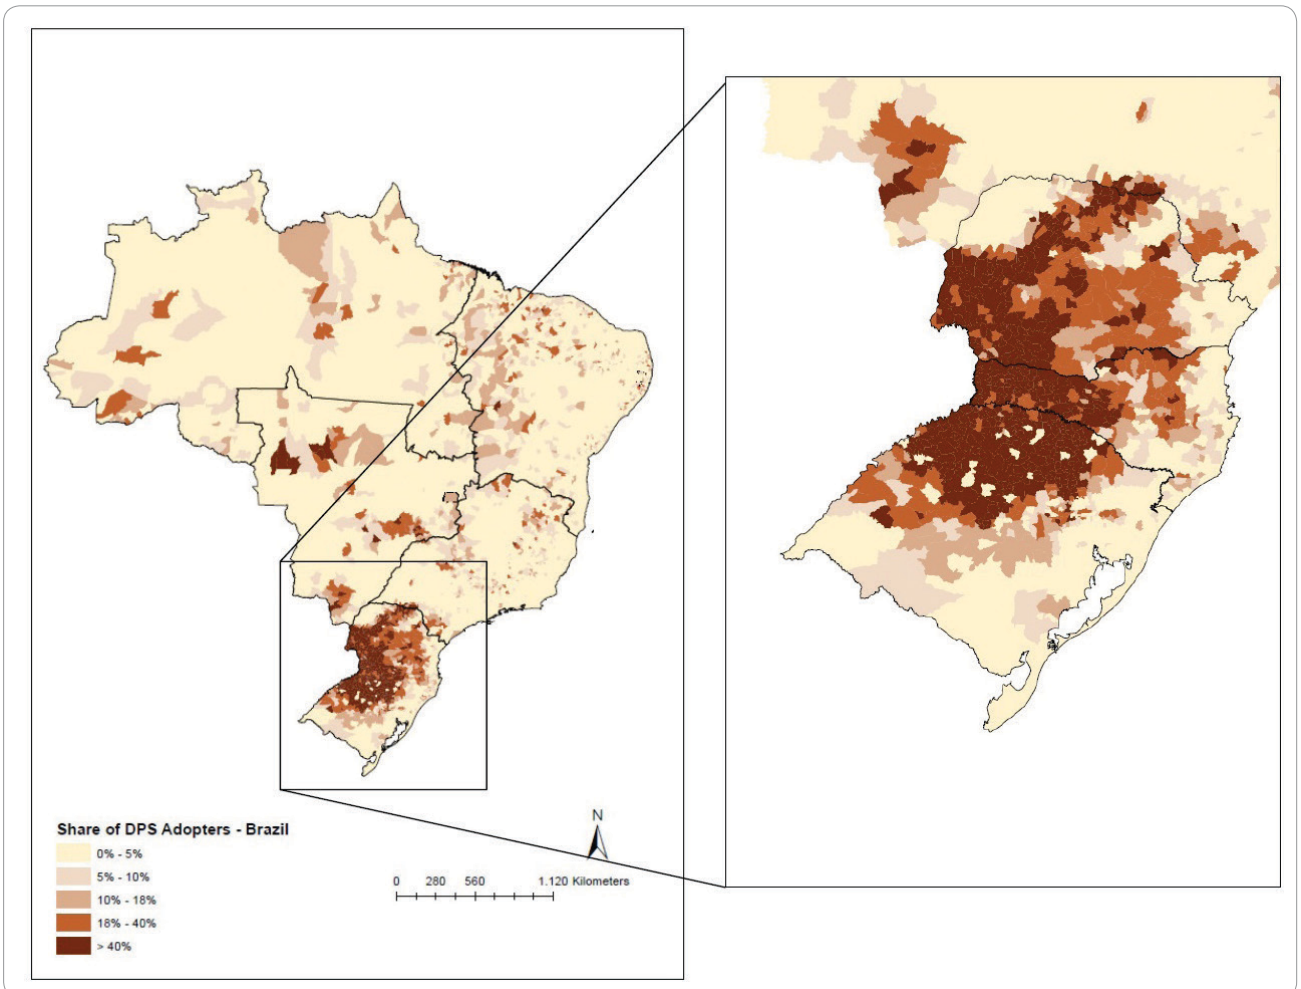 Share of DPS Adopters - Brazil
0% - 5%
5% - 10%
10% - 18%
18% - 40%
> 40%
N
0 280 560 1.120 Kilometers